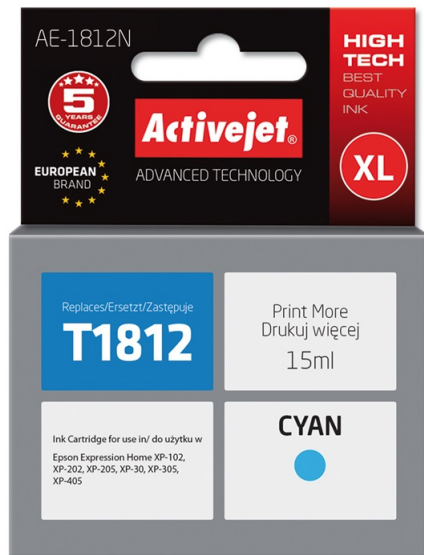 AE-1812N
5
YEARS
GUARANTEE
EUROPEAN
BRAND
Activejet®
ADVANCED TECHNOLOGY
HIGH
TECH
BEST
QUALITY
INK
XL
Replaces/Ersetzt/Zastępuje
T1812
Print More
Drukuj więcej
15ml
Ink Cartridge for use in/ do użytku w
Epson Expression Home XP-102,
XP-202, XP-205, XP-30, XP-305,
XP-405
CYAN